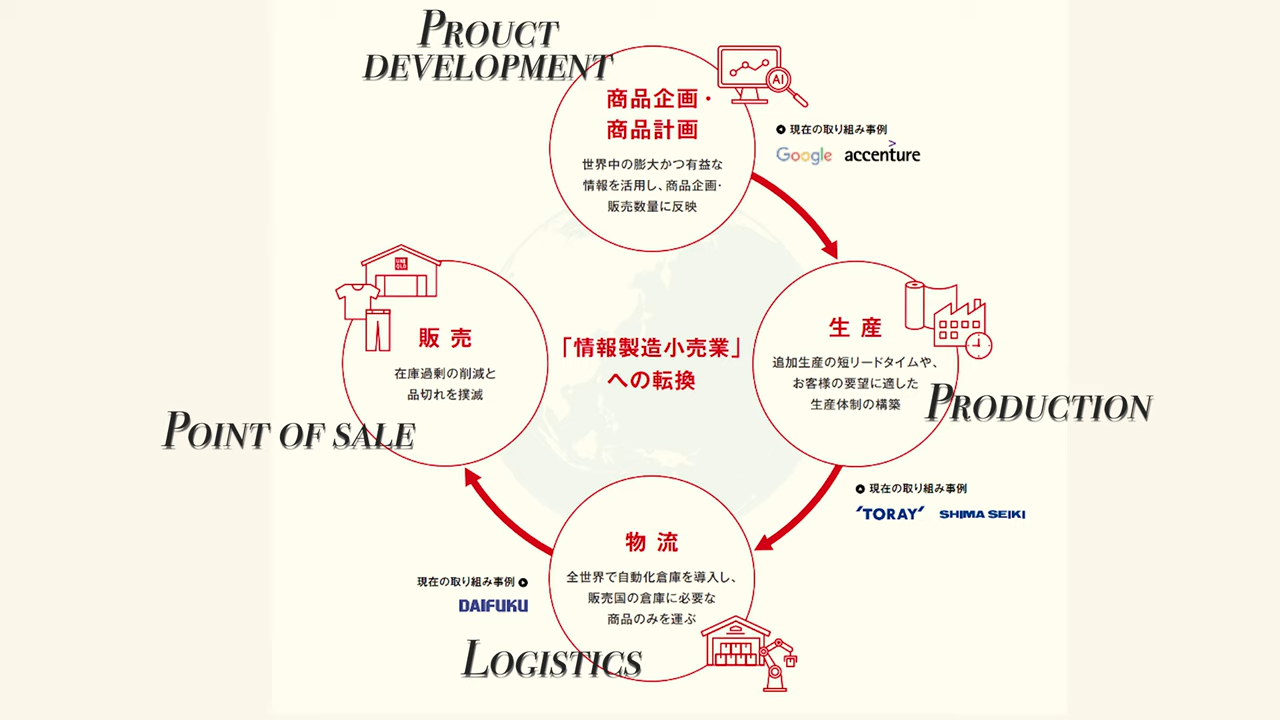 PROUCT
DEVELOPMENT
商品企画・
商品計画
世界中の膨大かつ有益な
情報を活用し、商品企画・
販売数量に反映
AI
現在の取り組み事例
Google accenture
生産
追加生産の短リードタイムや、
お客様の要望に適した
生産体制の構築
PRODUCTION
現在の取り組み事例
'TORAY' SHIMA SEIKI
「情報製造小売業」
への転換
UNI
QLO
販売
在庫過剰の削減と
品切れを撲滅
POINT OF SALE
物流
全世界で自動化倉庫を導入し、
販売国の倉庫に必要な
商品のみを運ぶ
現在の取り組み事例
DAIFUKU
LOGISTICS